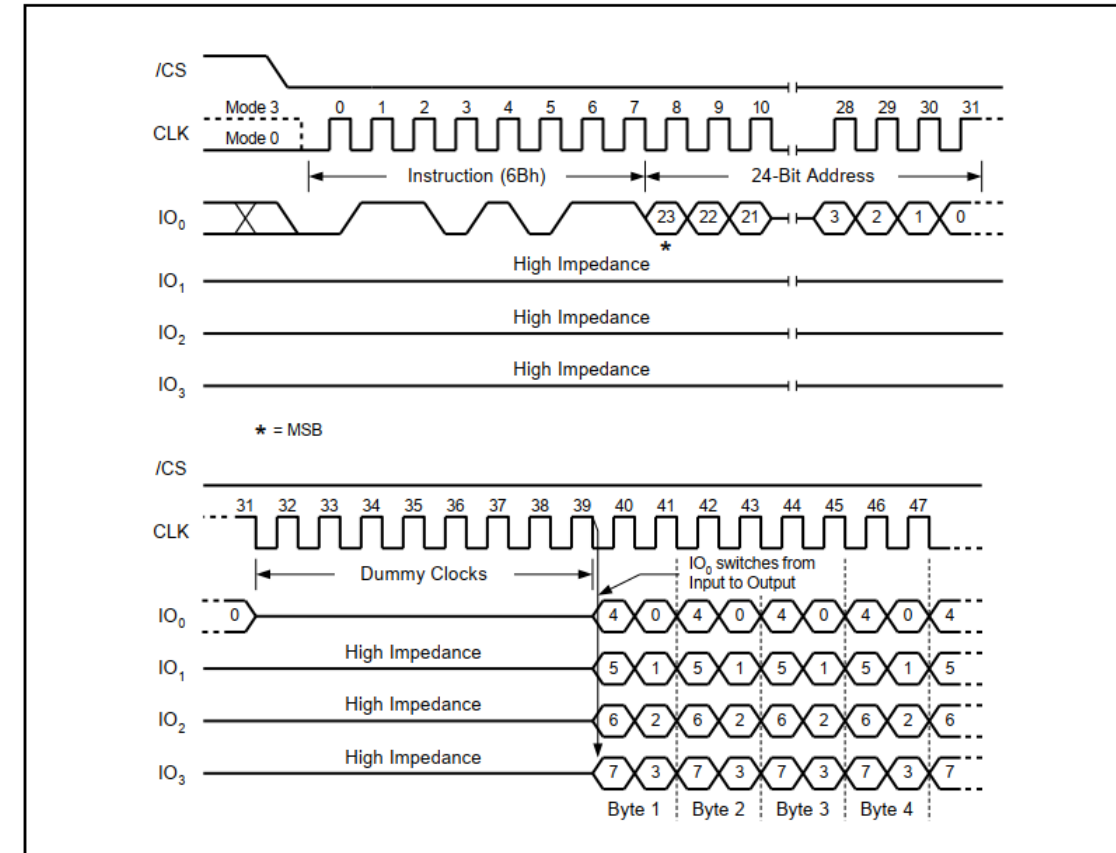 /CS
Mode 3 0 1 2 3 4 5 6 7 8 9 10 28 29 30 31
CLK
Mode 0
Instruction (6Bh) 24-Bit Address
IO0 23 22 21 3 2 1 0
*
High Impedance
IO1
High Impedance
IO2
High Impedance
IO3
* = MSB
/CS
31 32 33 34 35 36 37 38 39 40 41 42 43 44 45 46 47
CLK
IO0 switches from
Dummy Clocks Input to Output
IO0 0 4 0 4 0 4 0 4 0 4
High Impedance
IO1 5 1 5 1 5 1 5 1 5
High Impedance
IO2 6 2 6 2 6 2 6 2 6
High Impedance
IO3 7 3 7 3 7 3 7 3 7
Byte 1 Byte 2 Byte 3 Byte 4